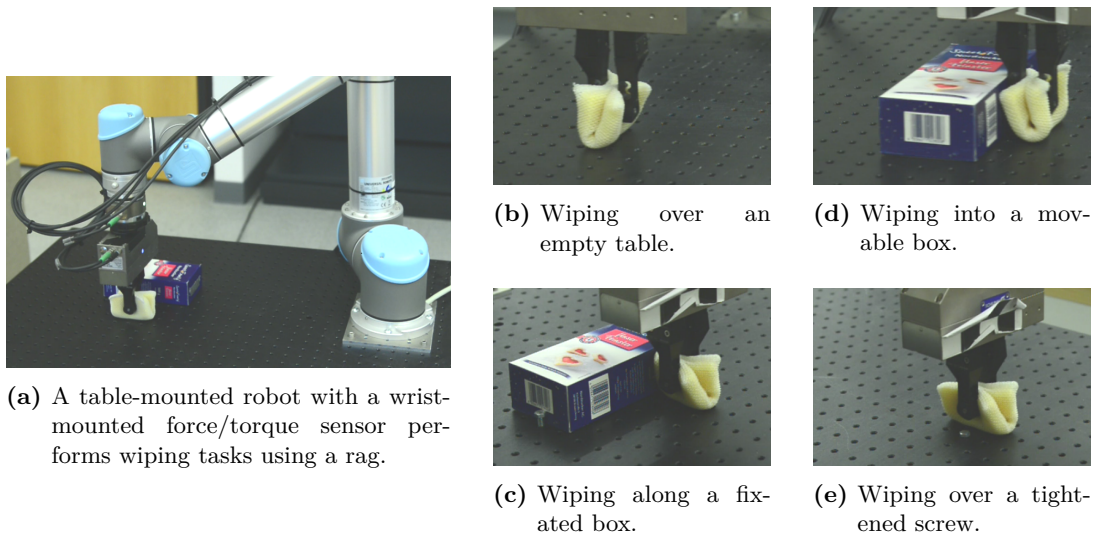 (a) A table-mounted robot with a wrist-
mounted force/torque sensor per-
forms wiping tasks using a rag.
(b) Wiping over an
empty table.
(d) Wiping into a mov-
able box.
(c) Wiping along a fix-
ated box.
(e) Wiping over a tight-
ened screw.